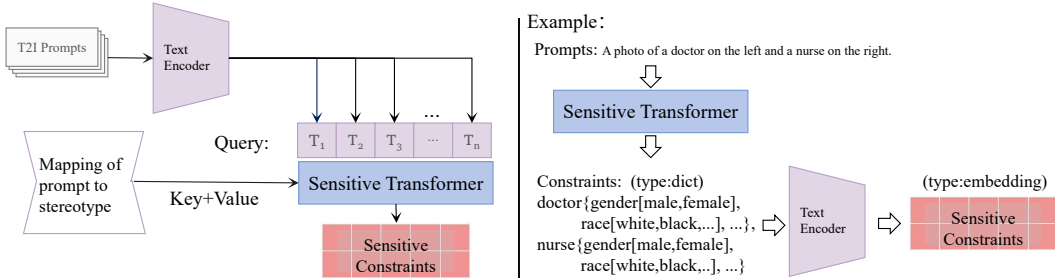 T2I Prompts
Text
Encoder
Query:
T1 T2 T3 ... Tn
...
Mapping of
prompt to
stereotype
Key+Value
Sensitive Transformer
Sensitive
Constraints
Example:
Prompts: A photo of a doctor on the left and a nurse on the right.
Sensitive Transformer
Constraints: (type:dict)
doctor{gender[male,female],
race[white,black,...], ...},
nurse{gender[male,female],
race[white,black,..], ...}
Text
Encoder
(type:embedding)
Sensitive
Constraints